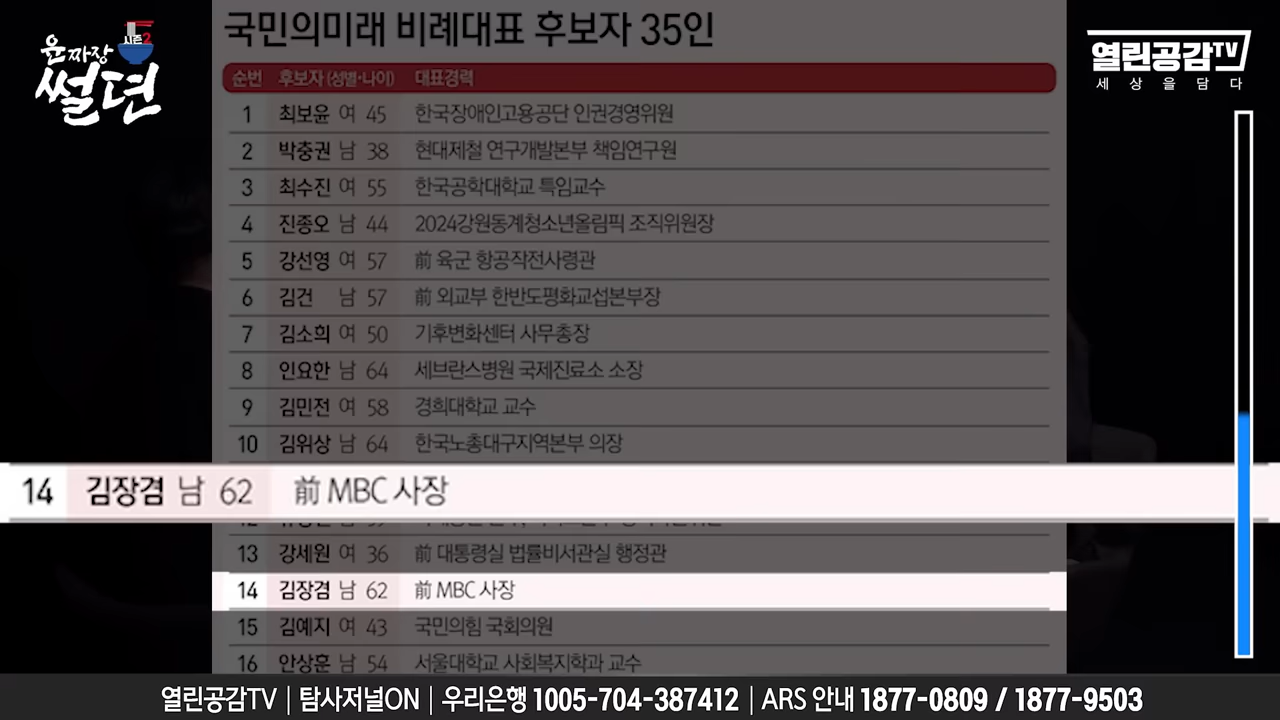 국민의미래 비례대표 후보자 35인
윤짜장 시즌2
썰뎐
열린공감TV
세상을담다
순번 후보자 (성별·나이) 대표경력
1 최보윤 여 45 한국장애인고용공단 인권경영위원
2 박충권 남 38 현대제철 연구개발본부 책임연구원
3 최수진 여 55 한국공학대학교 특임교수
4 진종오 남 44 2024강원동계청소년올림픽 조직위원장
5 강선영 여 57 前 육군 항공작전사령관
6 김건 남 57 前 외교부 한반도평화교섭본부장
7 김소희 여 50 기후변화센터 사무총장
8 인요한 남 64 세브란스병원 국제진료소 소장
9 김민전 여 58 경희대학교 교수
10 김위상 남 64 한국노총대구지역본부 의장
14 김장겸 남 62 前 MBC 사장
13 강세원 여 36 前 대통령실 법률비서관실 행정관
14 김장겸 남 62 前 MBC 사장
15 김예지 여 43 국민의힘 국회의원
16 안상훈 남 54 서울대학교 사회복지학과 교수
열린공감TV | 탐사저널ON | 우리은행 1005-704-387412 | ARS 안내 1877-0809 / 1877-9503